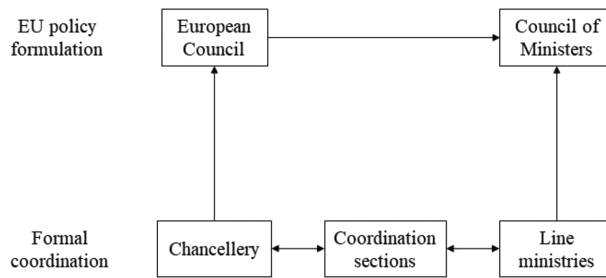 EU policy
formulation
European
Council
Council of
Ministers
Formal
coordination
Chancellery
Coordination
sections
Line
ministries